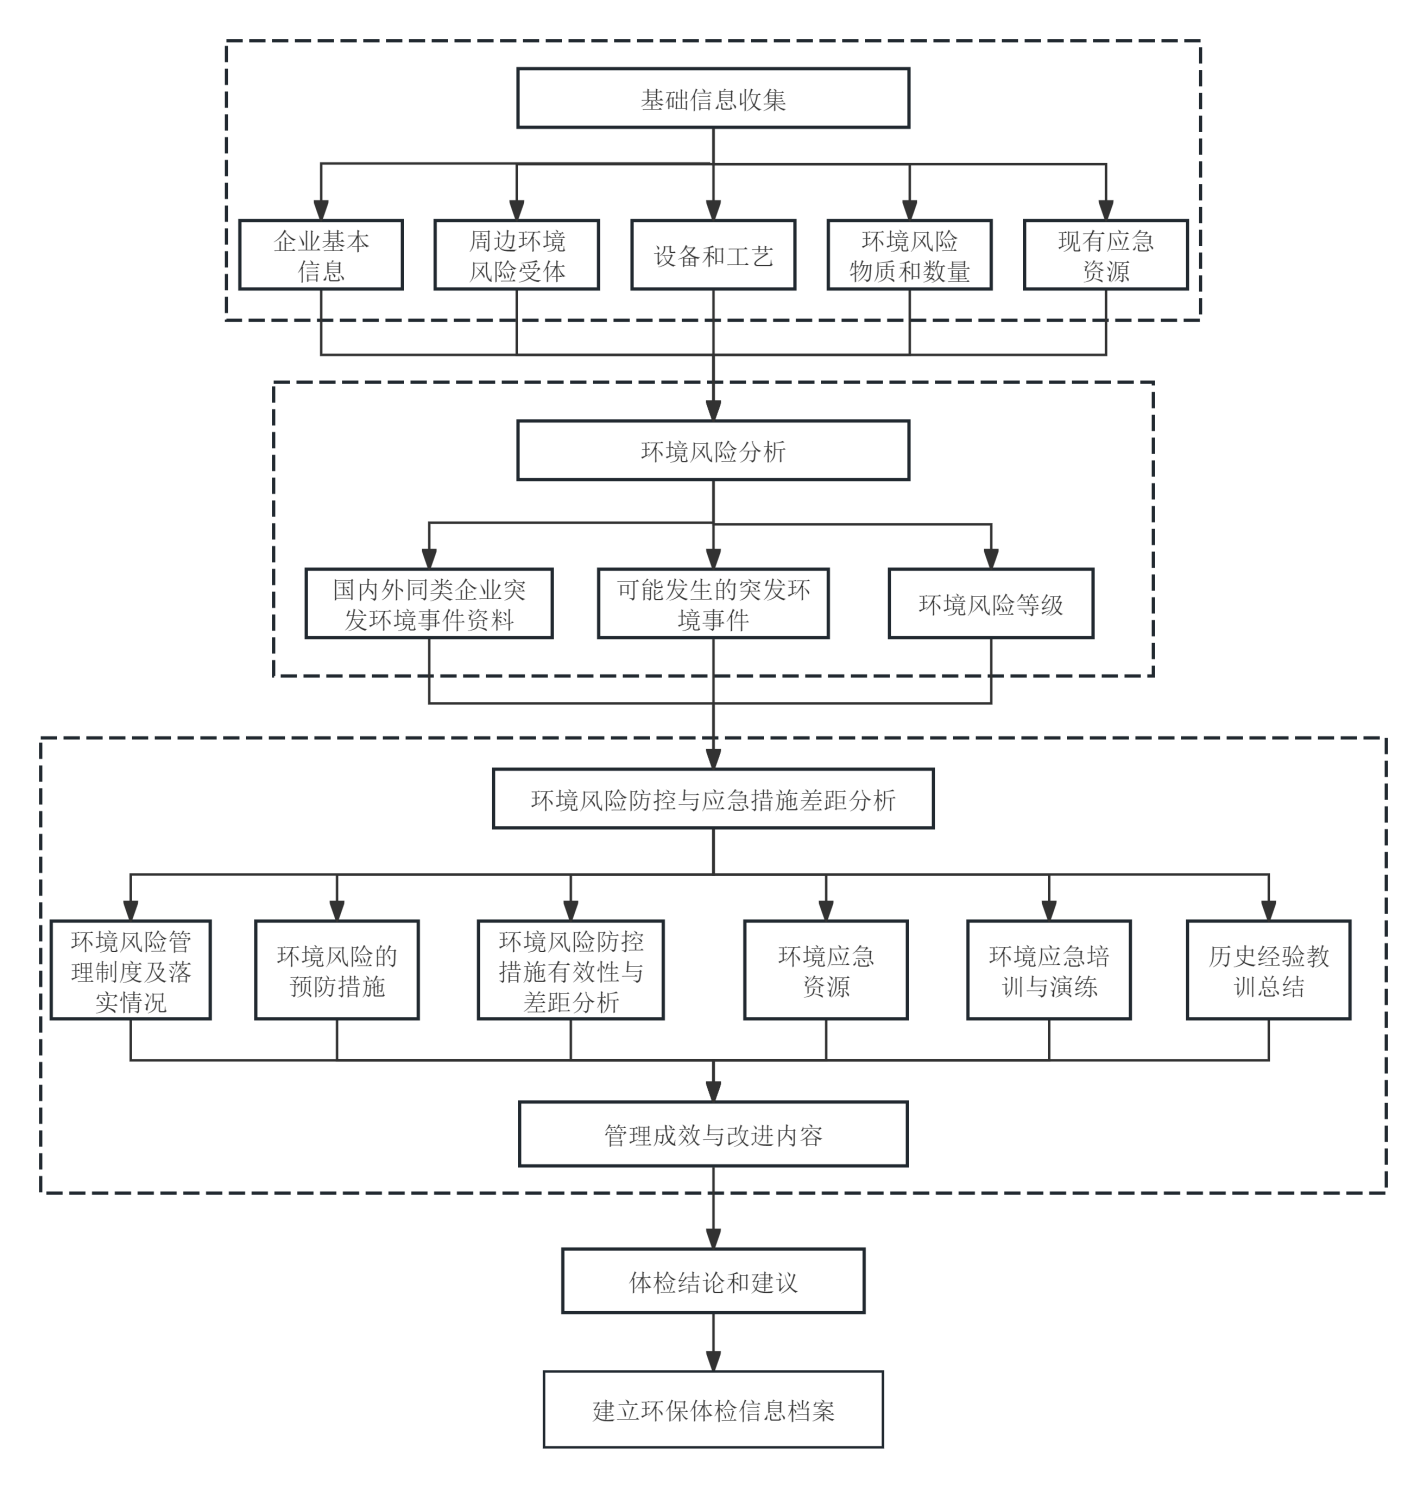 基础信息收集
企业基本
信息
周边环境
风险受体
设备和工艺
环境风险
物质和数量
现有应急
资源
环境风险分析
国内外同类企业突
发环境事件资料
可能发生的突发环
境事件
环境风险等级
环境风险防控与应急措施差距分析
环境风险管
理制度及落
实情况
环境风险的
预防措施
环境风险防控
措施有效性与
差距分析
环境应急
资源
环境应急培
训与演练
历史经验教
训总结
管理成效与改进内容
体检结论和建议
建立环保体检信息档案